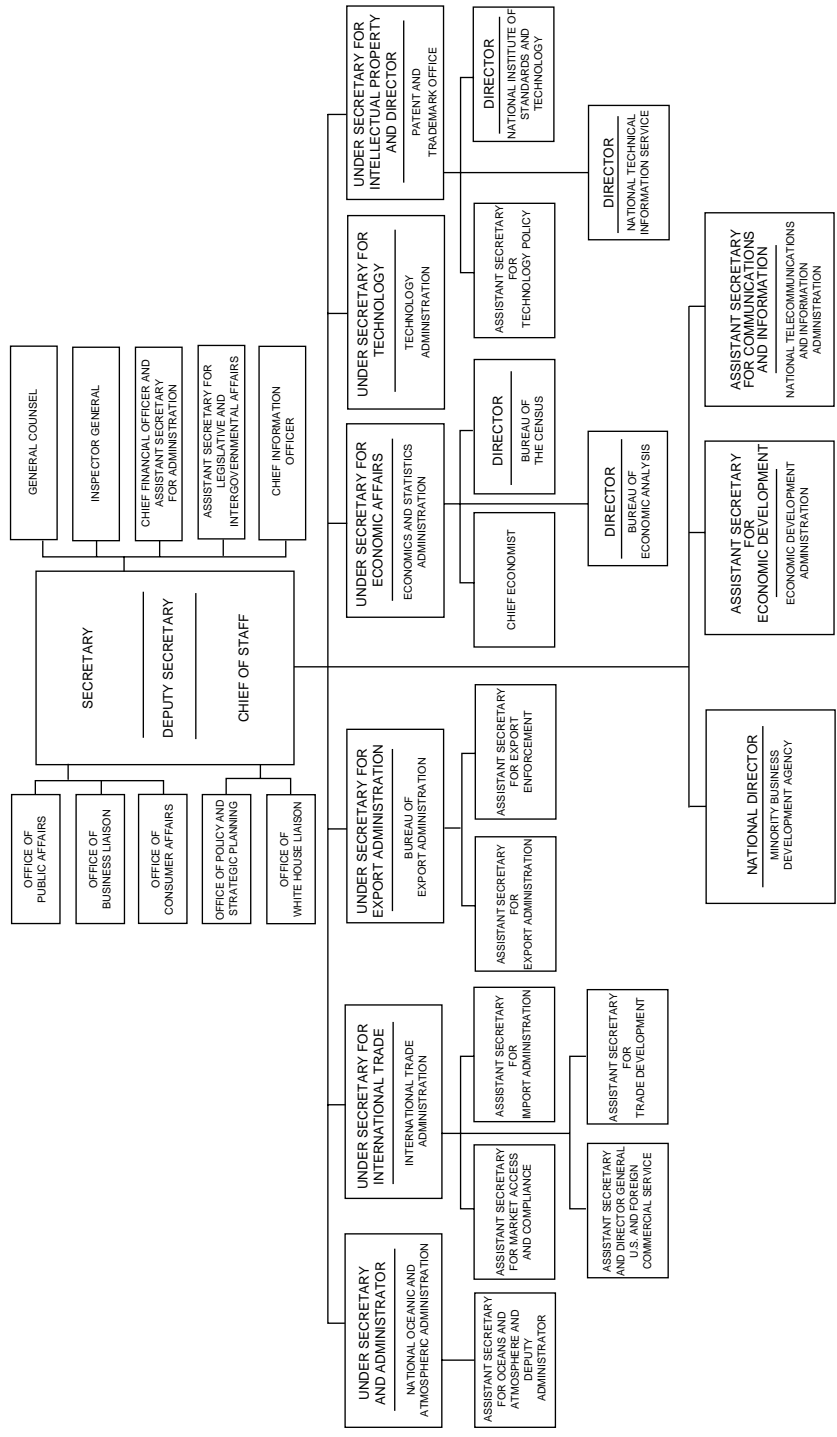 SECRETARY
DEPUTY SECRETARY
CHIEF OF STAFF
OFFICE OF
PUBLIC AFFAIRS
OFFICE OF
BUSINESS LIAISON
OFFICE OF
CONSUMER AFFAIRS
OFFICE OF POLICY AND
STRATEGIC PLANNING
OFFICE OF
WHITE HOUSE LIAISON
GENERAL COUNSEL
INSPECTOR GENERAL
CHIEF FINANCIAL OFFICER AND
ASSISTANT SECRETARY
FOR ADMINISTRATION
ASSISTANT SECRETARY FOR
LEGISLATIVE AND
INTERGOVERNMENTAL AFFAIRS
CHIEF INFORMATION
OFFICER
UNDER SECRETARY
AND ADMINISTRATOR
NATIONAL OCEANIC AND
ATMOSPHERIC ADMINISTRATION
UNDER SECRETARY FOR
INTERNATIONAL TRADE
INTERNATIONAL TRADE
ADMINISTRATION
UNDER SECRETARY FOR
EXPORT ADMINISTRATION
BUREAU OF
EXPORT ADMINISTRATION
UNDER SECRETARY FOR
ECONOMIC AFFAIRS
ECONOMICS AND STATISTICS
ADMINISTRATION
UNDER SECRETARY FOR
TECHNOLOGY
TECHNOLOGY
ADMINISTRATION
UNDER SECRETARY FOR
INTELLECTUAL PROPERTY
AND DIRECTOR
PATENT AND
TRADEMARK OFFICE
ASSISTANT SECRETARY
FOR OCEANS AND
ATMOSPHERE AND
DEPUTY
ADMINISTRATOR
ASSISTANT SECRETARY
FOR MARKET ACCESS
AND COMPLIANCE
ASSISTANT SECRETARY
FOR
IMPORT ADMINISTRATION
ASSISTANT SECRETARY
FOR
EXPORT ADMINISTRATION
ASSISTANT SECRETARY
FOR EXPORT
ENFORCEMENT
CHIEF ECONOMIST
DIRECTOR
BUREAU OF
THE CENSUS
ASSISTANT SECRETARY
FOR
TECHNOLOGY POLICY
DIRECTOR
NATIONAL INSTITUTE OF
STANDARDS AND
TECHNOLOGY
ASSISTANT SECRETARY
AND DIRECTOR GENERAL
U.S. AND FOREIGN
COMMERCIAL SERVICE
ASSISTANT SECRETARY
FOR
TRADE DEVELOPMENT
DIRECTOR
BUREAU OF
ECONOMIC ANALYSIS
DIRECTOR
NATIONAL TECHNICAL
INFORMATION SERVICE
NATIONAL DIRECTOR
MINORITY BUSINESS
DEVELOPMENT AGENCY
ASSISTANT SECRETARY
FOR
ECONOMIC DEVELOPMENT
ECONOMIC DEVELOPMENT
ADMINISTRATION
ASSISTANT SECRETARY
FOR COMMUNICATIONS
AND INFORMATION
NATIONAL TELECOMMUNICATIONS
AND INFORMATION
ADMINISTRATION